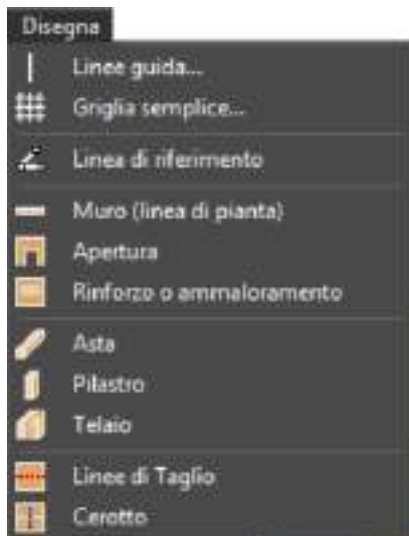 Disegna
Linee guida...
Griglia semplice...
Linea di riferimento
Muro (linea di pianta)
Apertura
Rinforzo o ammaloramento
Asta
Pilastro
Telaio
Linee di Taglio
Cerotto